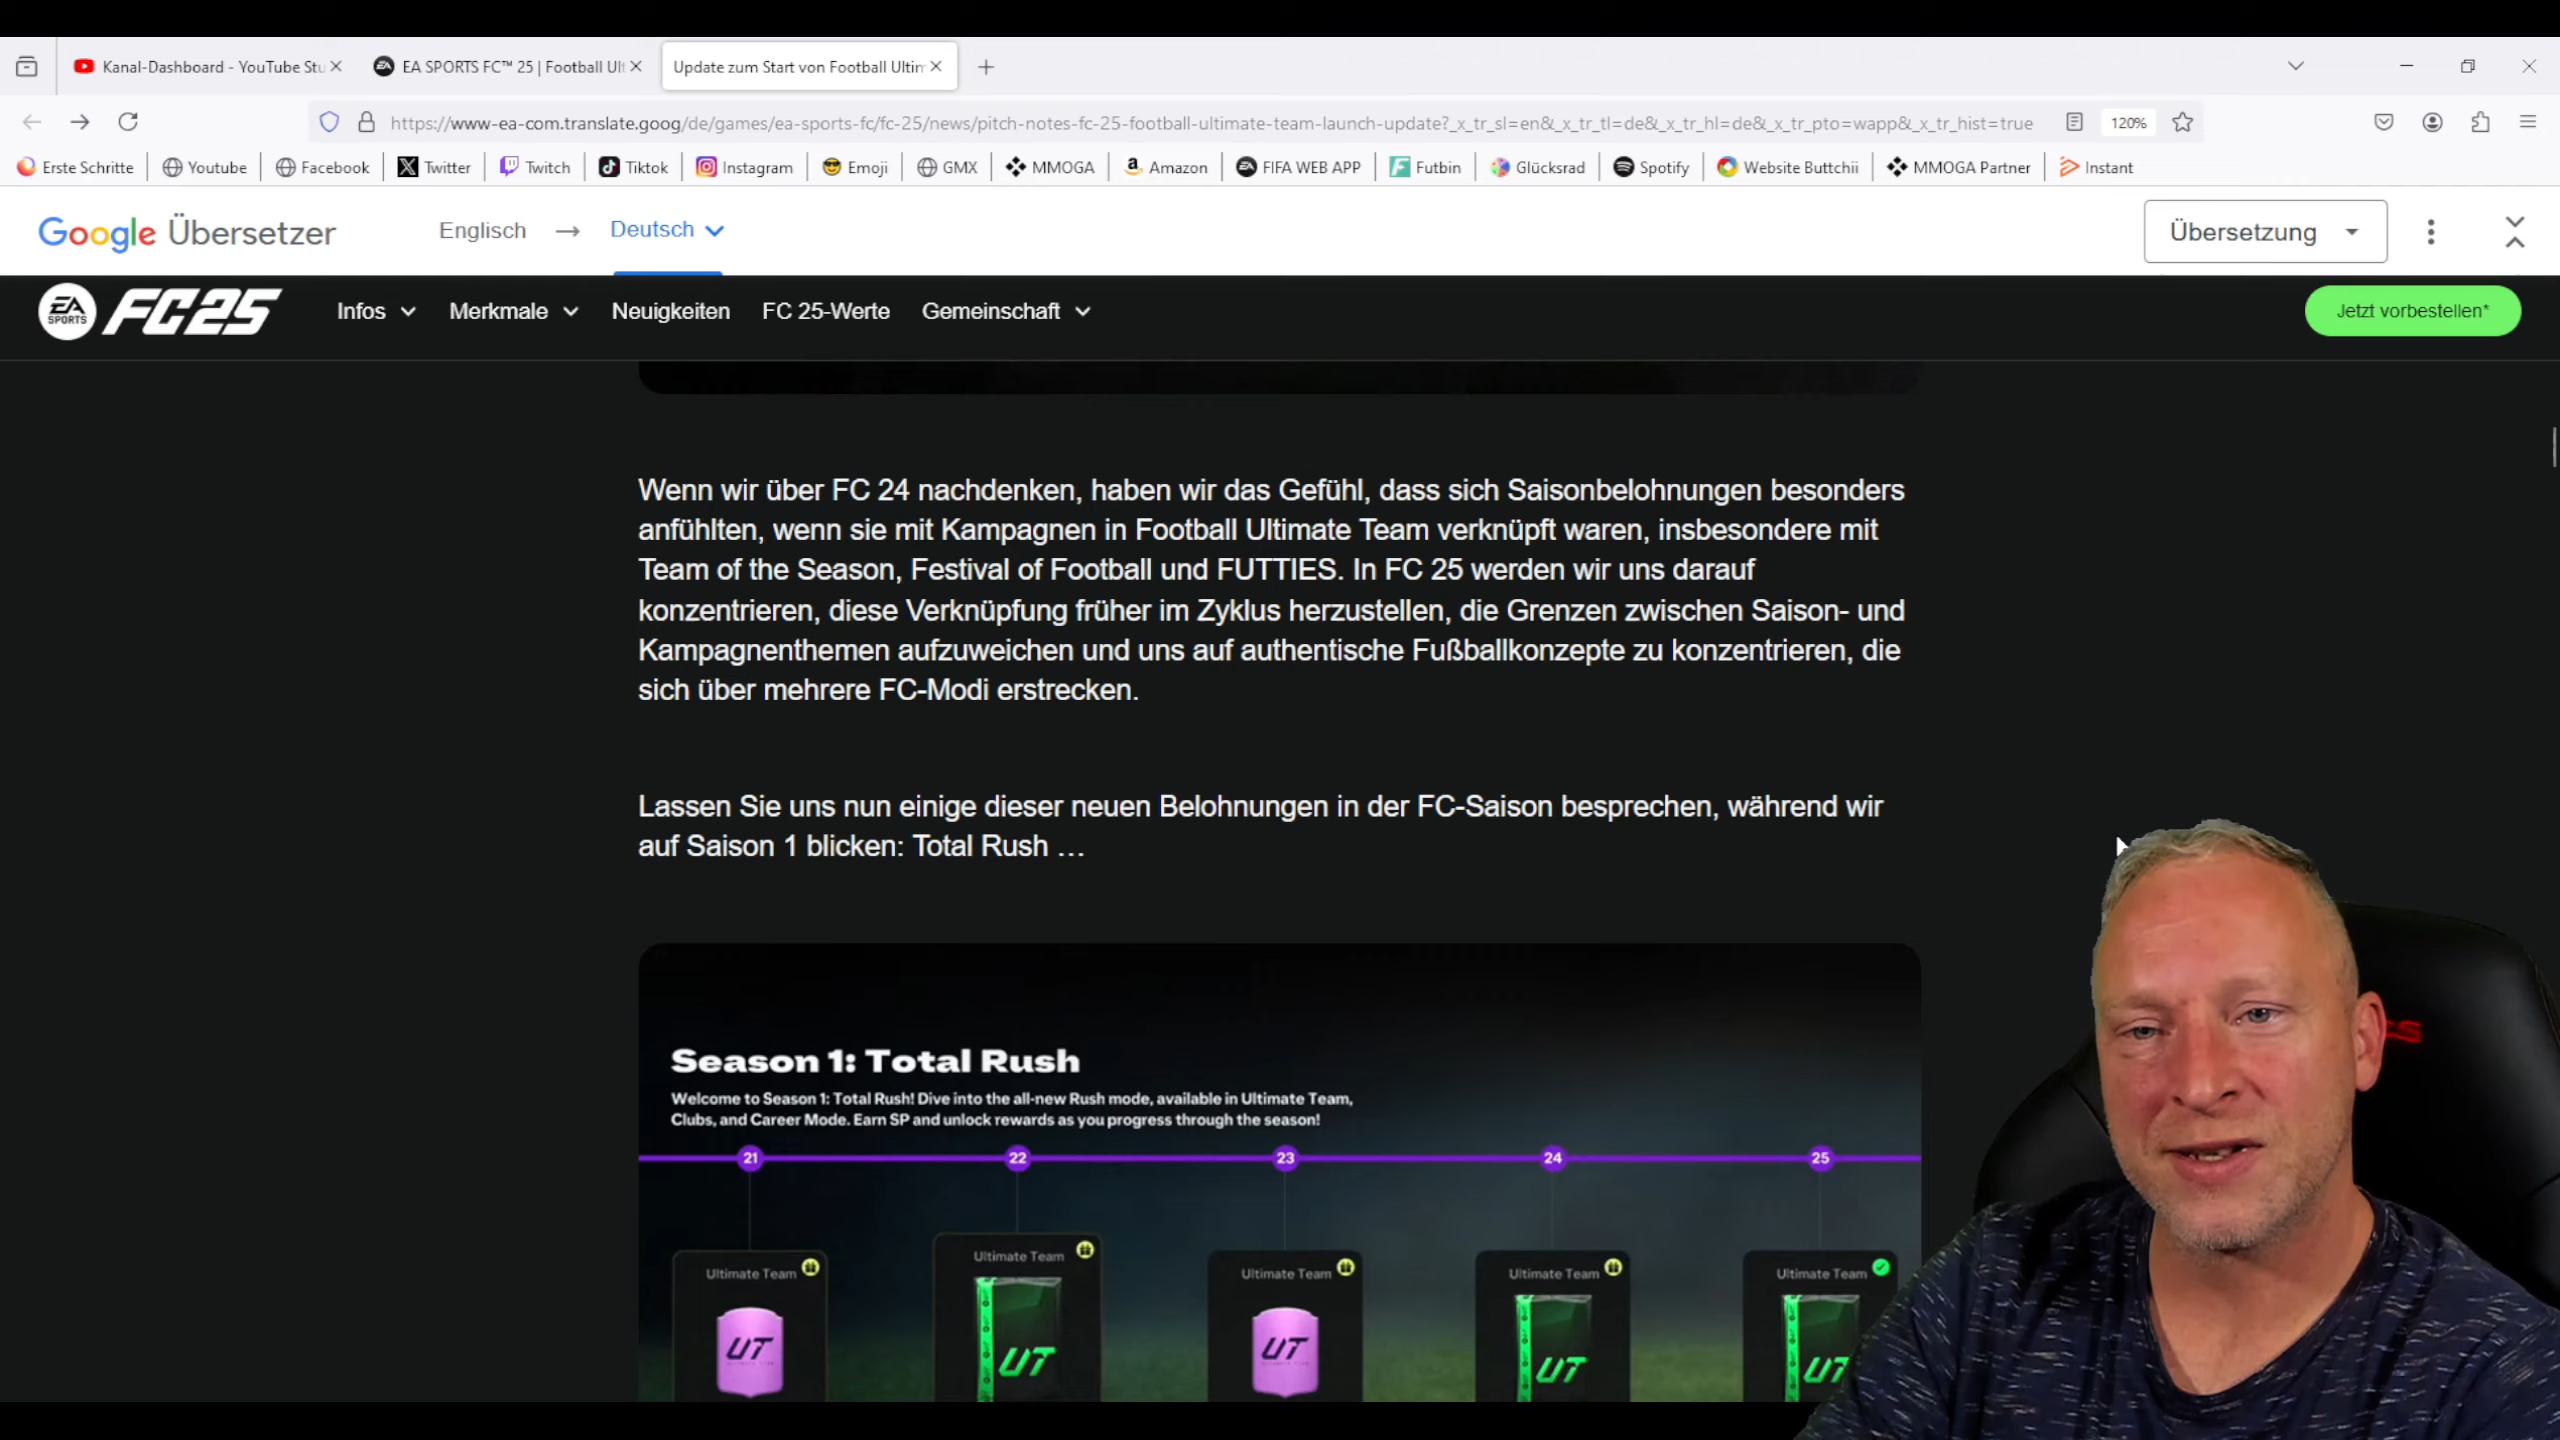 Kanal-Dashboard - YouTube Stu
EA SPORTS FC™ 25 | Football Ult
Update zum Start von Football Ultim
https://www-ea-com.translate.goog/de/games/ea-sports-fc/fc-25/news/pitch-notes-fc-25-football-ultimate-team-launch-update?_x_tr_sl=en&_x_tr_tl=de&_x_tr_hl=de&_x_tr_pto=wapp&_x_tr_hist=true
120%
Erste Schritte
Youtube
Facebook
Twitter
Twitch
Tiktok
Instagram
Emoji
GMX
MMOGA
Amazon
FIFA WEB APP
Futbin
Glücksrad
Spotify
Website Buttchii
MMOGA Partner
Instant
Google Übersetzer
Englisch → Deutsch
Übersetzung
EA SPORTS FC25
Infos
Merkmale
Neuigkeiten
FC 25-Werte
Gemeinschaft
Jetzt vorbestellen*
Wenn wir über FC 24 nachdenken, haben wir das Gefühl, dass sich Saisonbelohnungen besonders
anfühlten, wenn sie mit Kampagnen in Football Ultimate Team verknüpft waren, insbesondere mit
Team of the Season, Festival of Football und FUTTIES. In FC 25 werden wir uns darauf
konzentrieren, diese Verknüpfung früher im Zyklus herzustellen, die Grenzen zwischen Saison- und
Kampagnenthemen aufzuweichen und uns auf authentische Fußballkonzepte zu konzentrieren, die
sich über mehrere FC-Modi erstrecken.
Lassen Sie uns nun einige dieser neuen Belohnungen in der FC-Saison besprechen, während wir
auf Saison 1 blicken: Total Rush …
Season 1: Total Rush
Welcome to Season 1: Total Rush! Dive into the all-new Rush mode, available in Ultimate Team,
Clubs, and Career Mode. Earn SP and unlock rewards as you progress through the season!
21 22 23 24 25
Ultimate Team
Ultimate Team
Ultimate Team
Ultimate Team
Ultimate Team
UT
UT
UT
UT
UT